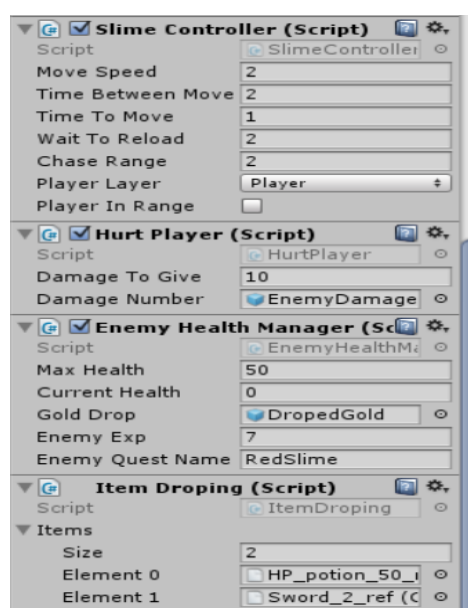 Slime Controller (Script)
Script SlimeController
Move Speed 2
Time Between Move 2
Time To Move 1
Wait To Reload 2
Chase Range 2
Player Layer Player
Player In Range
Hurt Player (Script)
Script HurtPlayer
Damage To Give 10
Damage Number EnemyDamage
Enemy Health Manager (Sc
Script EnemyHealthMa
Max Health 50
Current Health 0
Gold Drop DropedGold
Enemy Exp 7
Enemy Quest Name RedSlime
Item Droping (Script)
Script ItemDroping
Items
Size 2
Element 0 HP_potion_50_
Element 1 Sword_2_ref (